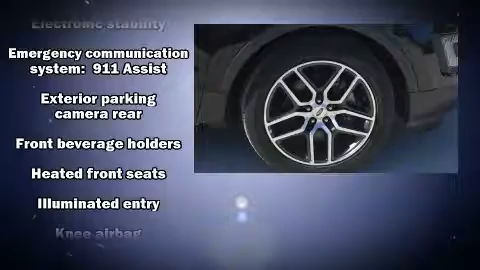 Electronic stability
Emergency communication
system: 911 Assist
Exterior parking
camera rear
Front beverage holders
Heated front seats
Illuminated entry
Knee airbag